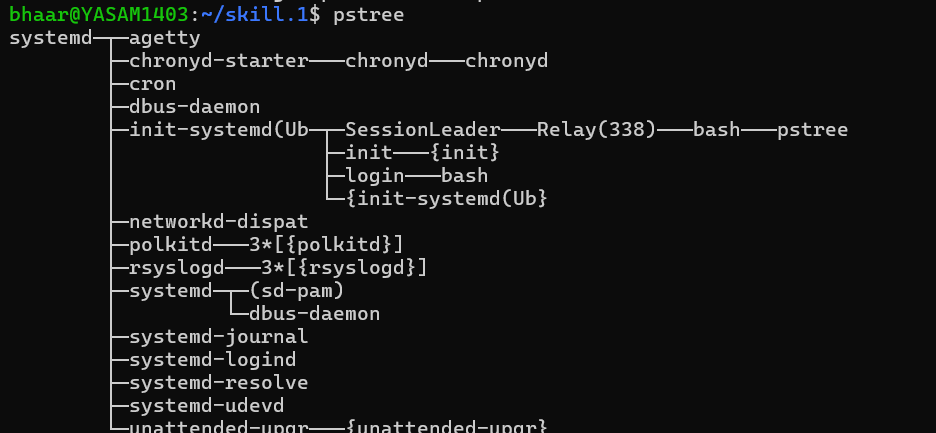 bhaar@YASAM1403:~/skill.1$ pstree
systemd─┬─agetty
        ├─chronyd-starter───chronyd───chronyd
        ├─cron
        ├─dbus-daemon
        ├─init-systemd(Ub─┬─SessionLeader───Relay(338)───bash───pstree
        │                 ├─init───{init}
        │                 ├─login───bash
        │                 └─{init-systemd(Ub}
        ├─networkd-dispat
        ├─polkitd───3*[{polkitd}]
        ├─rsyslogd───3*[{rsyslogd}]
        ├─systemd─┬─(sd-pam)
        │         └─dbus-daemon
        ├─systemd-journal
        ├─systemd-logind
        ├─systemd-resolve
        ├─systemd-udevd
        └─unattended-upgr───{unattended-upgr}